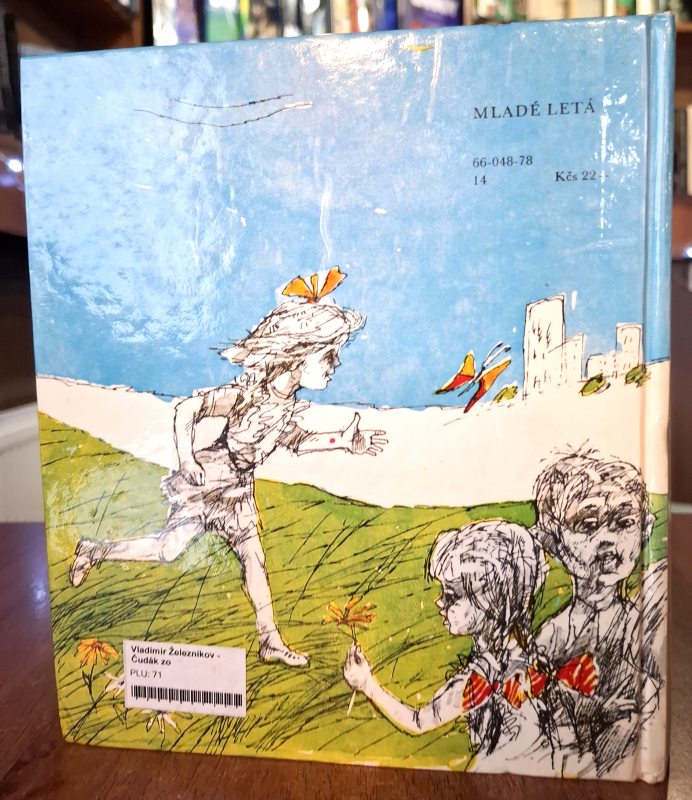 MLADÉ LETÁ
66-048-78
14 Kčs 22—
Vladimír Železnikov -
Čudák zo
PLU: 71